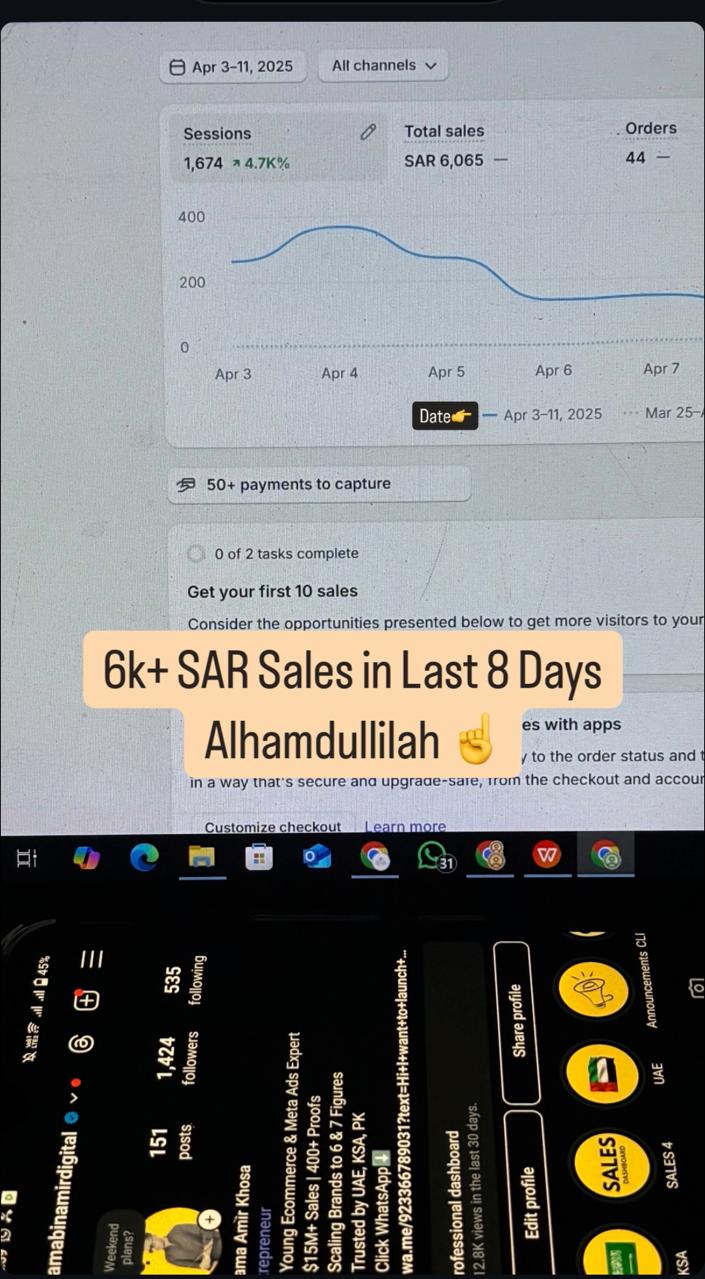 Apr 3–11, 2025
All channels
Sessions
1,674 ↗ 4.7K%
Total sales
SAR 6,065 —
Orders
44 —
400
200
0
Apr 3
Apr 4
Apr 5
Apr 6
Apr 7
Date👉
Apr 3–11, 2025
Mar 25–
50+ payments to capture
0 of 2 tasks complete
Get your first 10 sales
Consider the opportunities presented below to get more visitors to your
6k+ SAR Sales in Last 8 Days
Alhamdullilah ☝️
es with apps
y to the order status and t
in a way that's secure and upgrade-safe, from the checkout and accour
Customize checkout
Learn more
31
45%
amabinamirdigital
Weekend
plans?
151
posts
1,424
followers
535
following
ama Amir Khosa
trepreneur
Young Ecommerce & Meta Ads Expert
$15M+ Sales | 400+ Proofs
Scaling Brands to 6 & 7 Figures
Trusted by UAE, KSA, PK
Click WhatsApp⬇️
wa.me/923366789031?text=Hi+I+want+to+launch+...
rofessional dashboard
12.8K views in the last 30 days.
Edit profile
Share profile
KSA
SALES
DASHBOARD
SALES 4
UAE
Announcements CLI